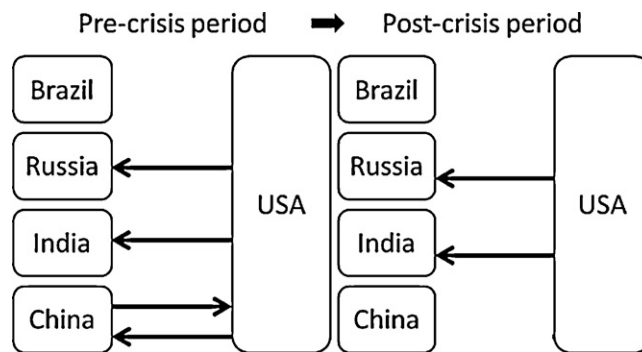 Pre-crisis period
Post-crisis period
Brazil
Russia
India
China
USA
Brazil
Russia
India
China
USA